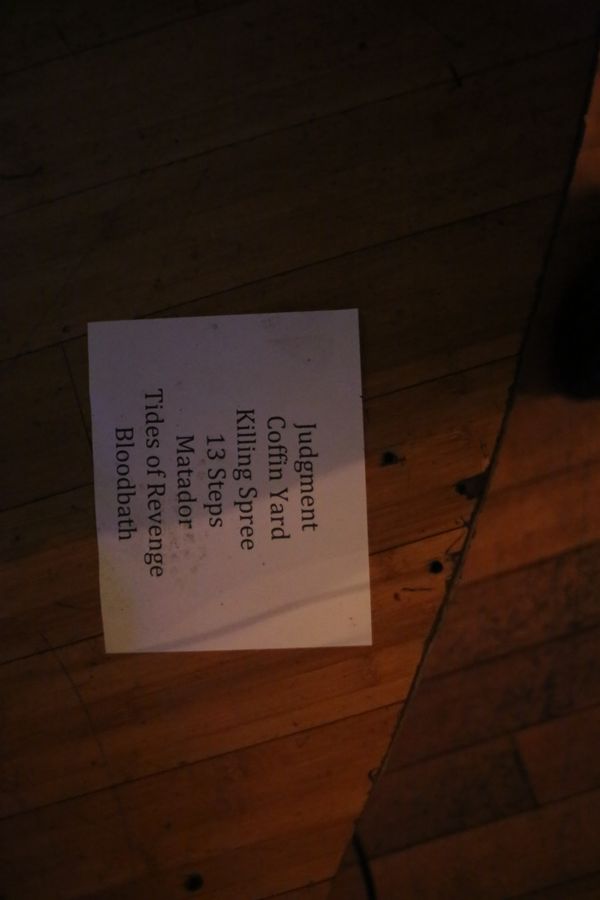 Judgment
Coffin Yard
Killing Spree
13 Steps
Matador
Tides of Revenge
Bloodbath